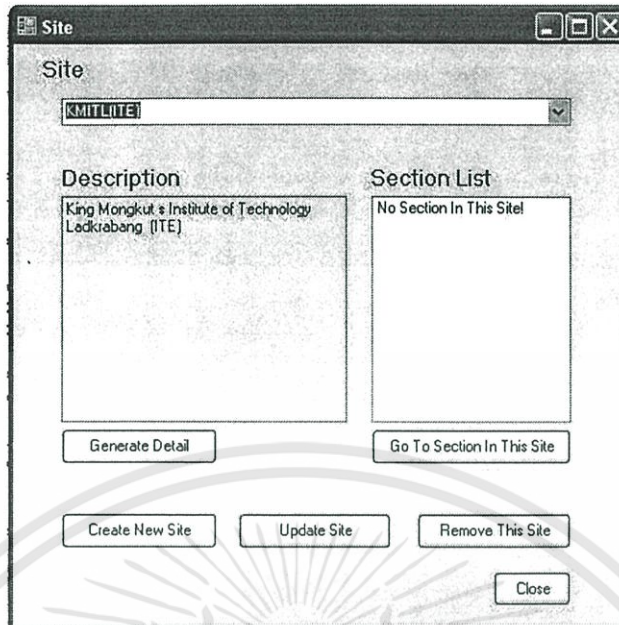 Site
Site
KMITL(ITE)
Description
Section List
King Mongkut s Institute of Technology
Ladkrabang (ITE)
No Section In This Site!
Generate Detail
Go To Section In This Site
Create New Site
Update Site
Remove This Site
Close